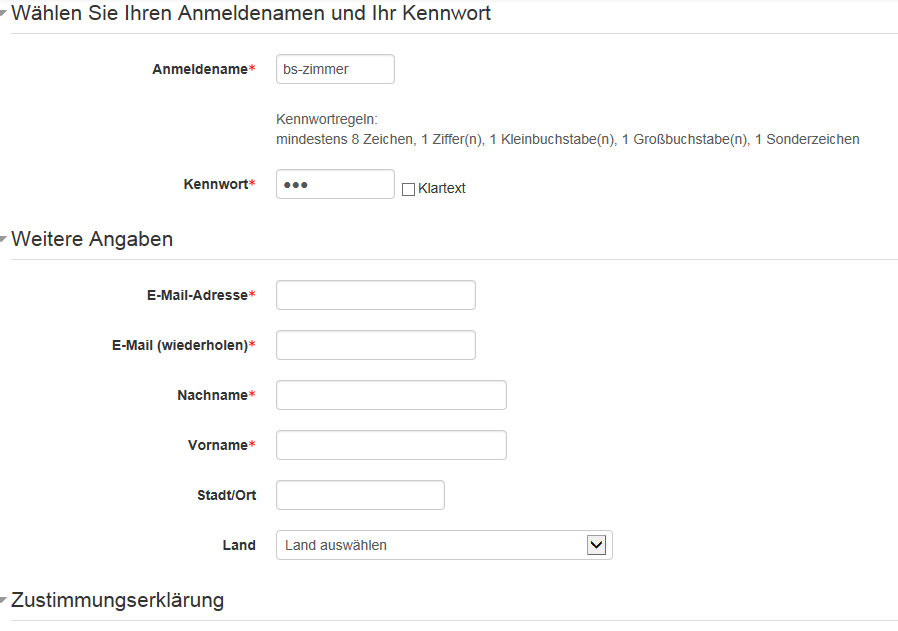 Wählen Sie Ihren Anmeldenamen und Ihr Kennwort
Anmeldename* bs-zimmer
Kennwortregeln:
mindestens 8 Zeichen, 1 Ziffer(n), 1 Kleinbuchstabe(n), 1 Großbuchstabe(n), 1 Sonderzeichen
Kennwort* ●●● Klartext
Weitere Angaben
E-Mail-Adresse*
E-Mail (wiederholen)*
Nachname*
Vorname*
Stadt/Ort
Land Land auswählen
Zustimmungserklärung